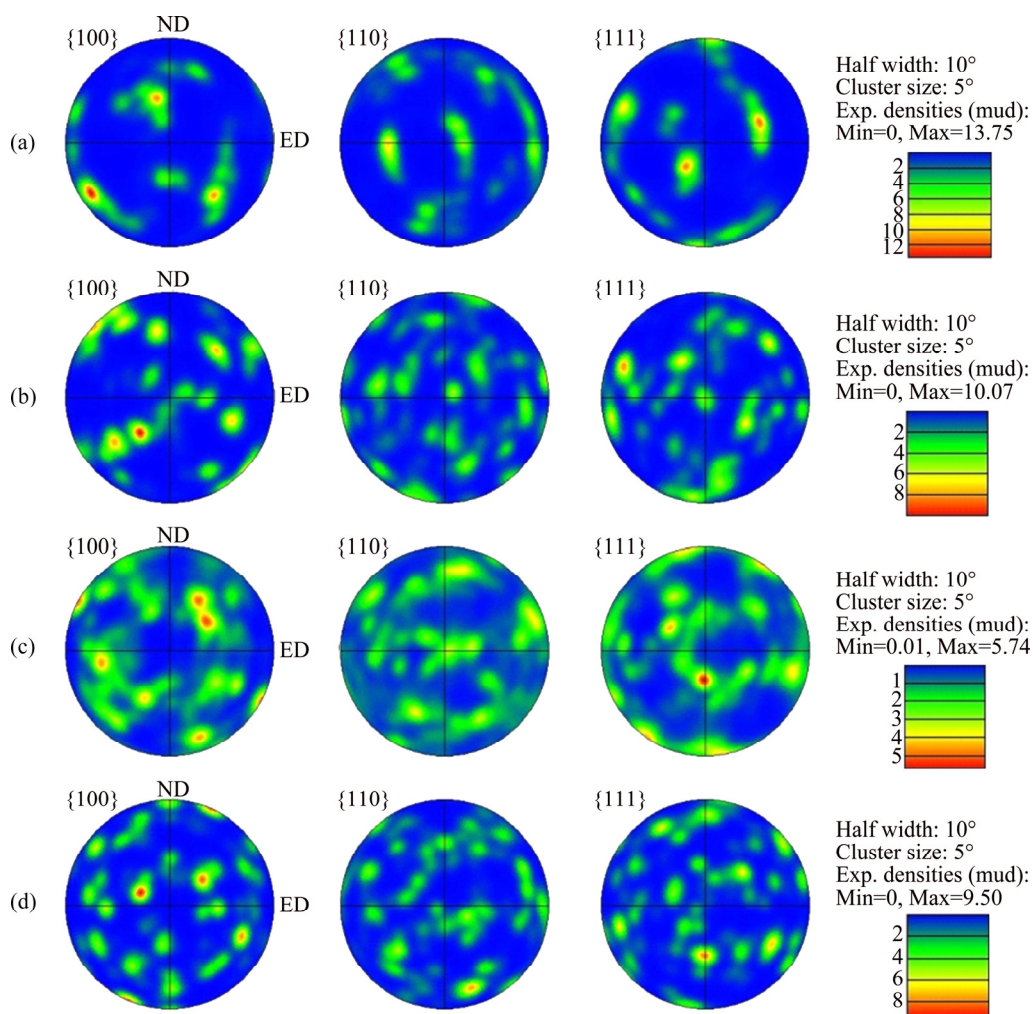 ND
{100}
{110}
{111}
(a)
ED
Half width: 10°
Cluster size: 5°
Exp. densities (mud):
Min=0, Max=13.75
2
4
6
8
10
12
ND
{100}
{110}
{111}
(b)
ED
Half width: 10°
Cluster size: 5°
Exp. densities (mud):
Min=0, Max=10.07
2
4
6
8
ND
{100}
{110}
{111}
(c)
ED
Half width: 10°
Cluster size: 5°
Exp. densities (mud):
Min=0.01, Max=5.74
1
2
3
4
5
ND
{100}
{110}
{111}
(d)
ED
Half width: 10°
Cluster size: 5°
Exp. densities (mud):
Min=0, Max=9.50
2
4
6
8